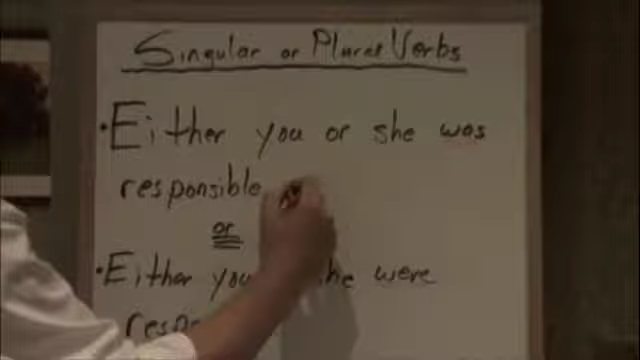 Singular or Plural Verbs
• Either you or she was
responsible
or
• Either you she were